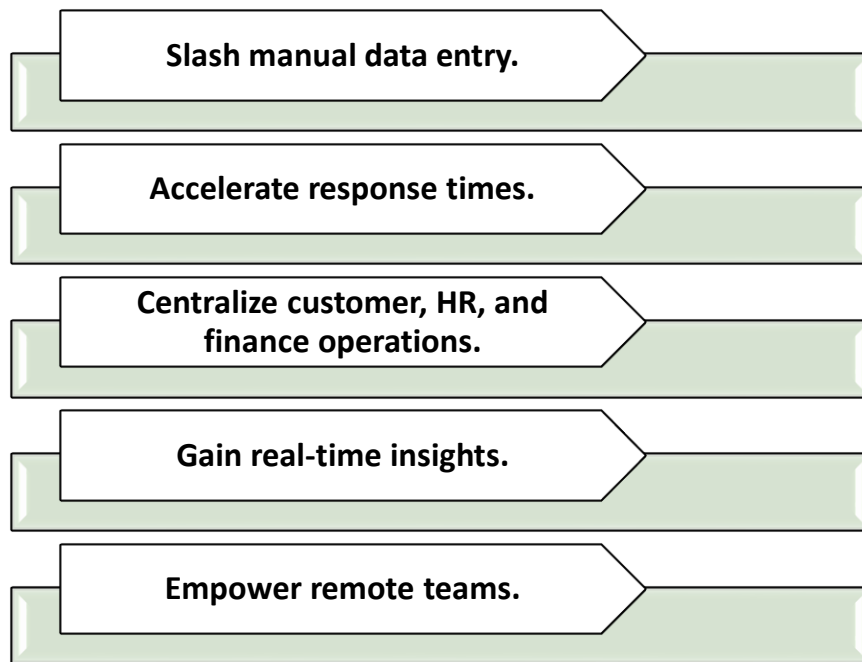 Slash manual data entry.
Accelerate response times.
Centralize customer, HR, and
finance operations.
Gain real-time insights.
Empower remote teams.